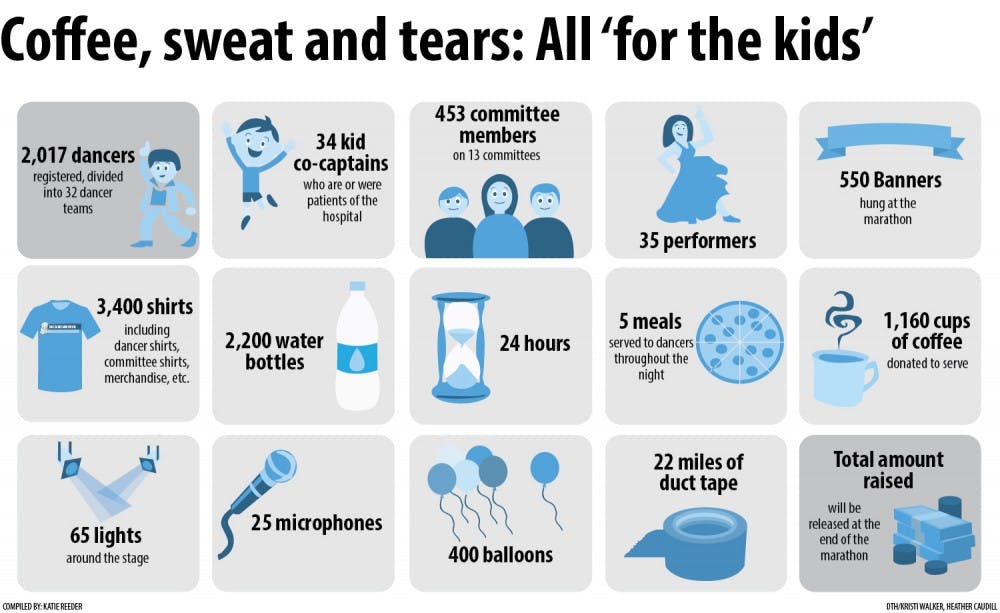 Coffee, sweat and tears: All ‘for the kids’
2,017 dancers
registered, divided
into 32 dancer
teams
34 kid
co-captains
who are or were
patients of the
hospital
453 committee
members
on 13 committees
35 performers
550 Banners
hung at the
marathon
3,400 shirts
including
dancer shirts,
committee shirts,
merchandise, etc.
2,200 water
bottles
24 hours
5 meals
served to dancers
throughout the
night
1,160 cups
of coffee
donated to serve
65 lights
around the stage
25 microphones
400 balloons
22 miles of
duct tape
Total amount
raised
will be
released at the
end of the
marathon
COMPILED BY: KATIE REEDER
DTH/KRISTI WALKER, HEATHER CAUDILL